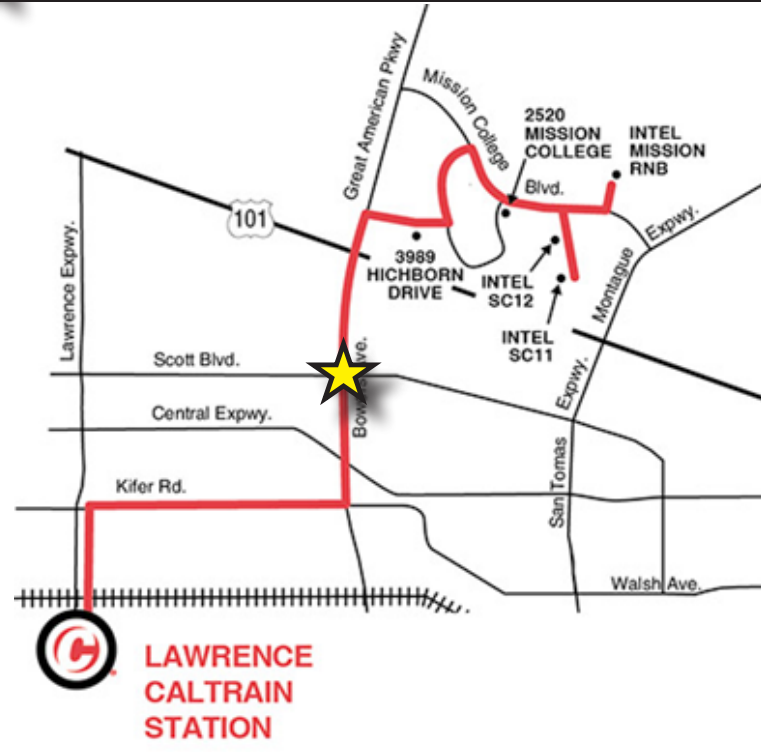 Great American Pkwy
Mission College
2520
MISSION
COLLEGE
INTEL
MISSION
RNB
Blvd.
101
Lawrence Expwy.
3989
HICHBORN
DRIVE
INTEL
SC12
INTEL
SC11
Montague
Expwy.
Scott Blvd.
Ave.
Central Expwy.
Expwy.
San Tomas
Kifer Rd.
Walsh Ave.
C
LAWRENCE
CALTRAIN
STATION